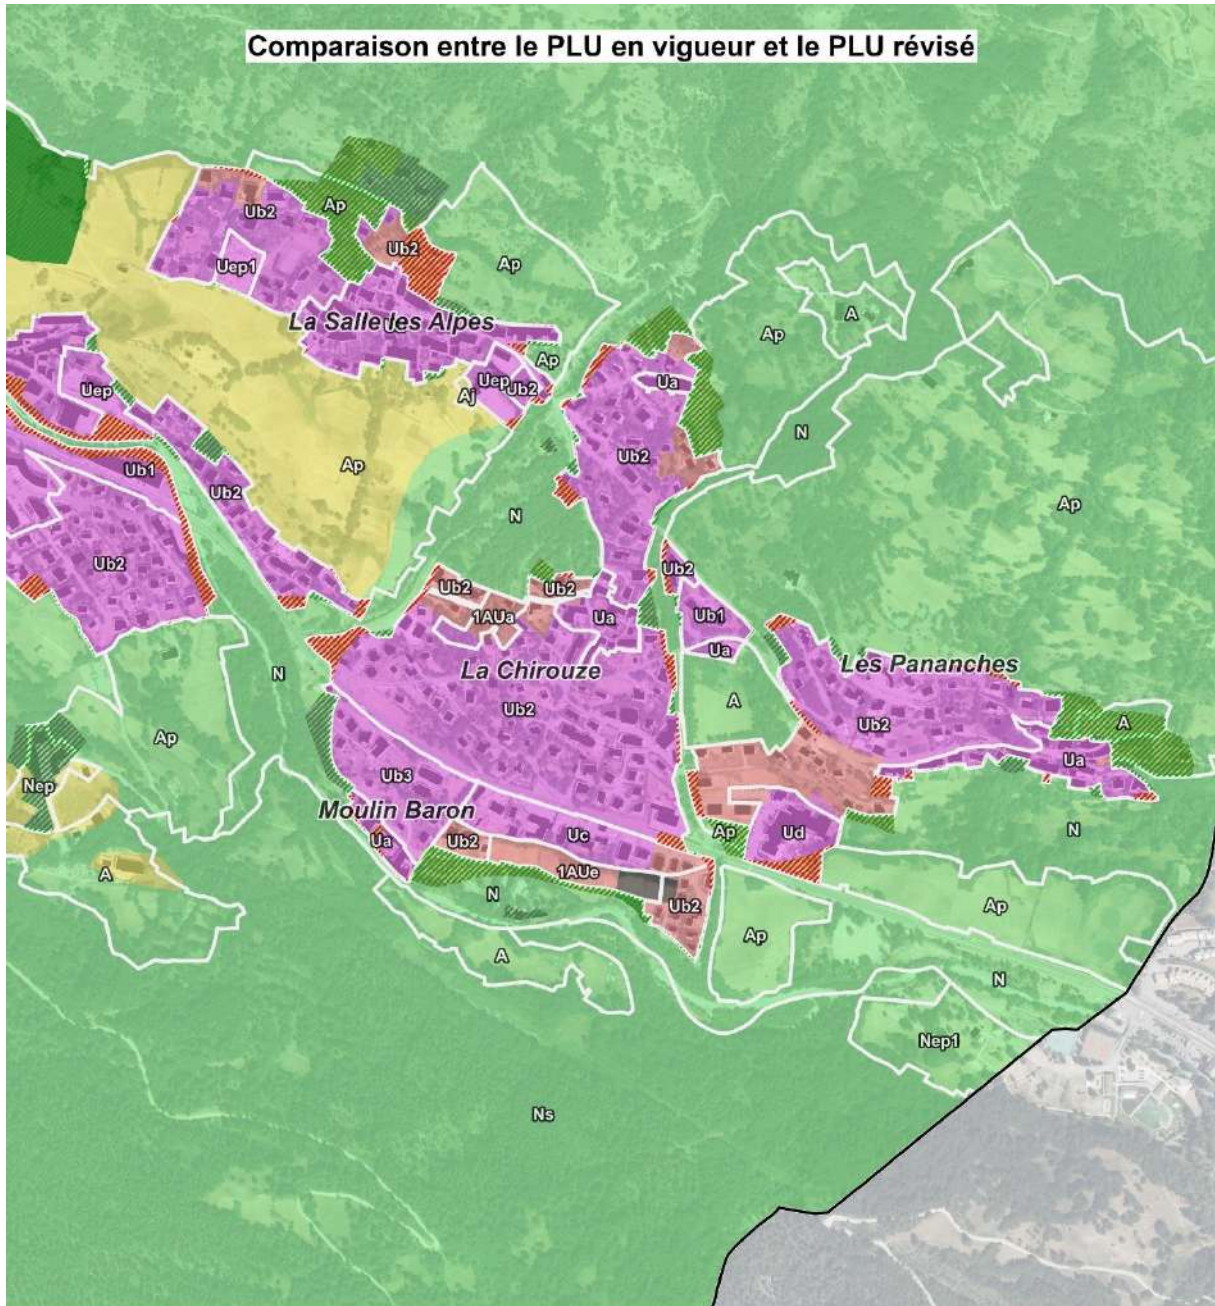 Comparaison entre le PLU en vigueur et le PLU révisé
Ap
Ub2
Ub2
Uep1
Ap
Ap
A
La Salle les Alpes
Ap
Uep
Ub2
Ua
Uep
Aj
N
Ub2
Ap
Ub1
Ub2
Ap
N
Ub2
Ub2
Ub2
Ub2
1AUa
Ua
Ub1
Ua
La Chirouze
Les Pananches
N
A
Ub2
Ub2
A
Ap
Ua
Ub3
Nep
Moulin Baron
Ua
Ub2
Uc
Ap
Ud
N
A
1AUe
N
Ub2
Ap
Ap
A
N
Nep1
Ns